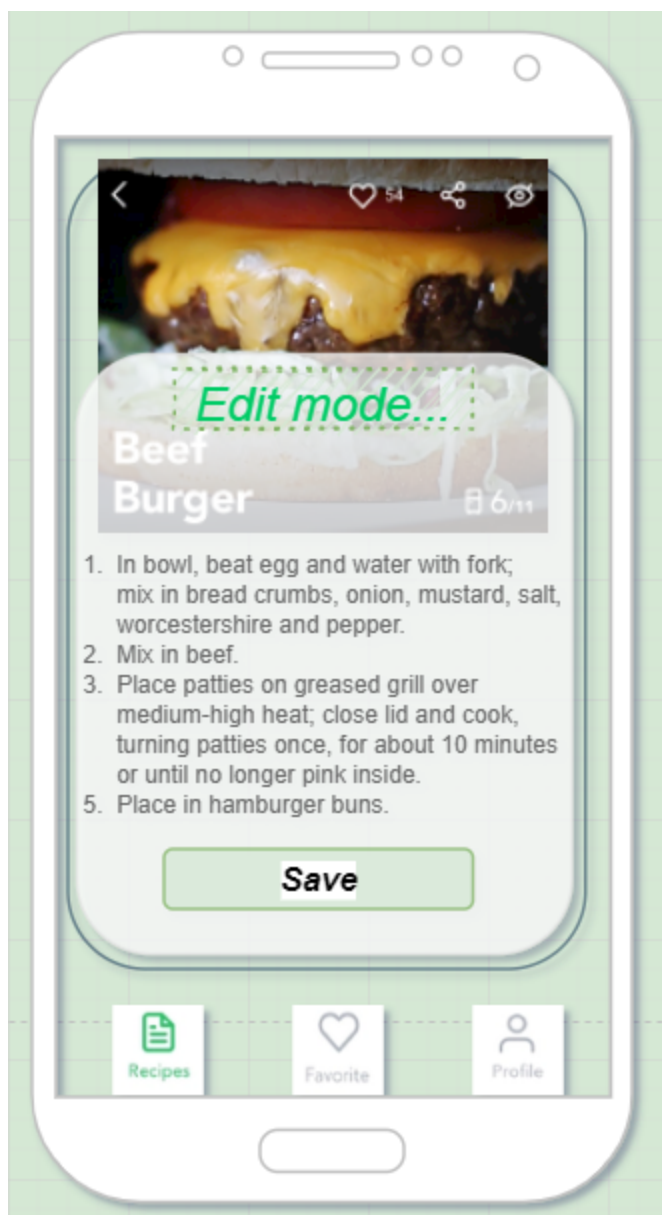 54
Edit mode...
Beef
Burger
6/11
1. In bowl, beat egg and water with fork;
mix in bread crumbs, onion, mustard, salt,
worcestershire and pepper.
2. Mix in beef.
3. Place patties on greased grill over
medium-high heat; close lid and cook,
turning patties once, for about 10 minutes
or until no longer pink inside.
5. Place in hamburger buns.
Save
Recipes
Favorite
Profile